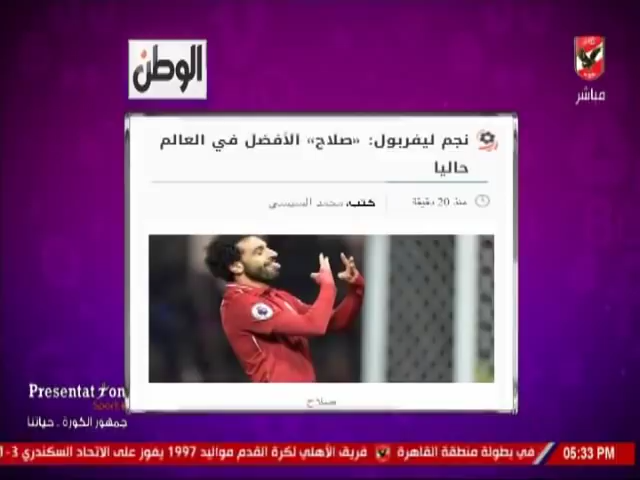 الوطن
مباشر
نجم ليفربول: «صلاح» الأفضل في العالم
حاليا
منذ 20 دقيقة
كتب: محمد السيسي
صلاح
Presentation
Sport
جمهور الكورة . حياتنا
في بطولة منطقة القاهرة
فريق الأهلي لكرة القدم مواليد 1997 يفوز على الاتحاد السكندري 3-1
05:33 PM